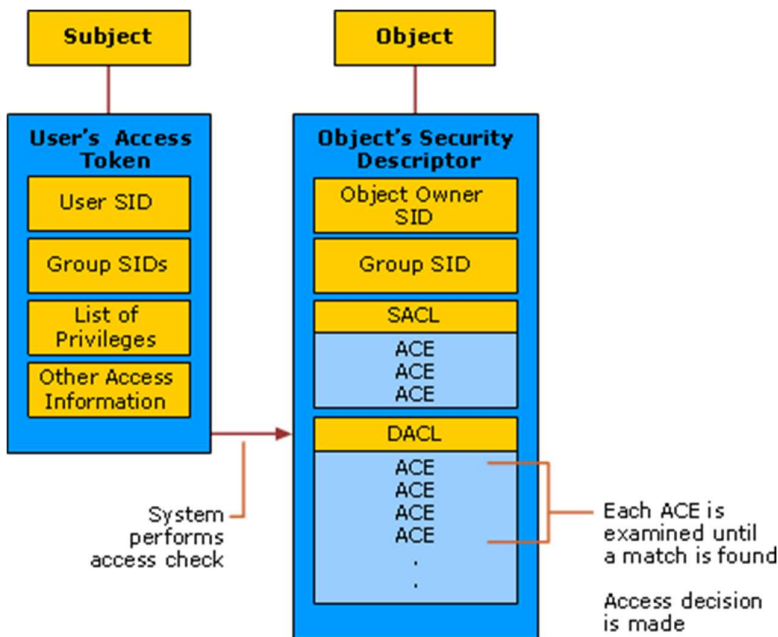 Subject
Object
User's Access
Token
User SID
Group SIDs
List of
Privileges
Other Access
Information
Object's Security
Descriptor
Object Owner
SID
Group SID
SACL
ACE
ACE
ACE
DACL
ACE
ACE
ACE
ACE
.
.
System
performs
access check
Each ACE is
examined until
a match is found
Access decision
is made